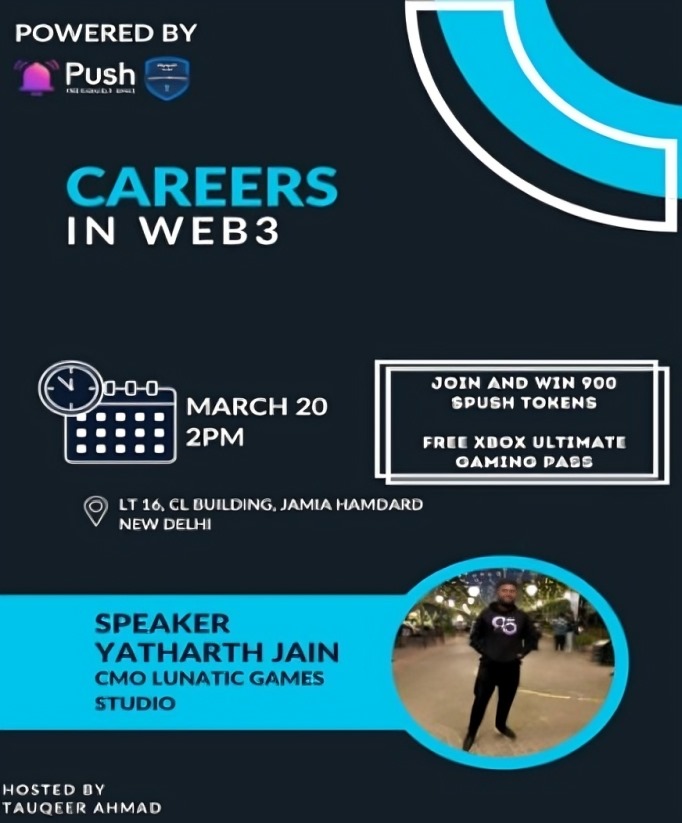 POWERED BY
Push
CAREERS
IN WEB3
MARCH 20
2PM
JOIN AND WIN 900
$PUSH TOKENS
FREE XBOX ULTIMATE
GAMING PASS
LT 16, CL BUILDING, JAMIA HAMDARD
NEW DELHI
SPEAKER
YATHARTH JAIN
CMO LUNATIC GAMES
STUDIO
HOSTED BY
TAUQEER AHMAD